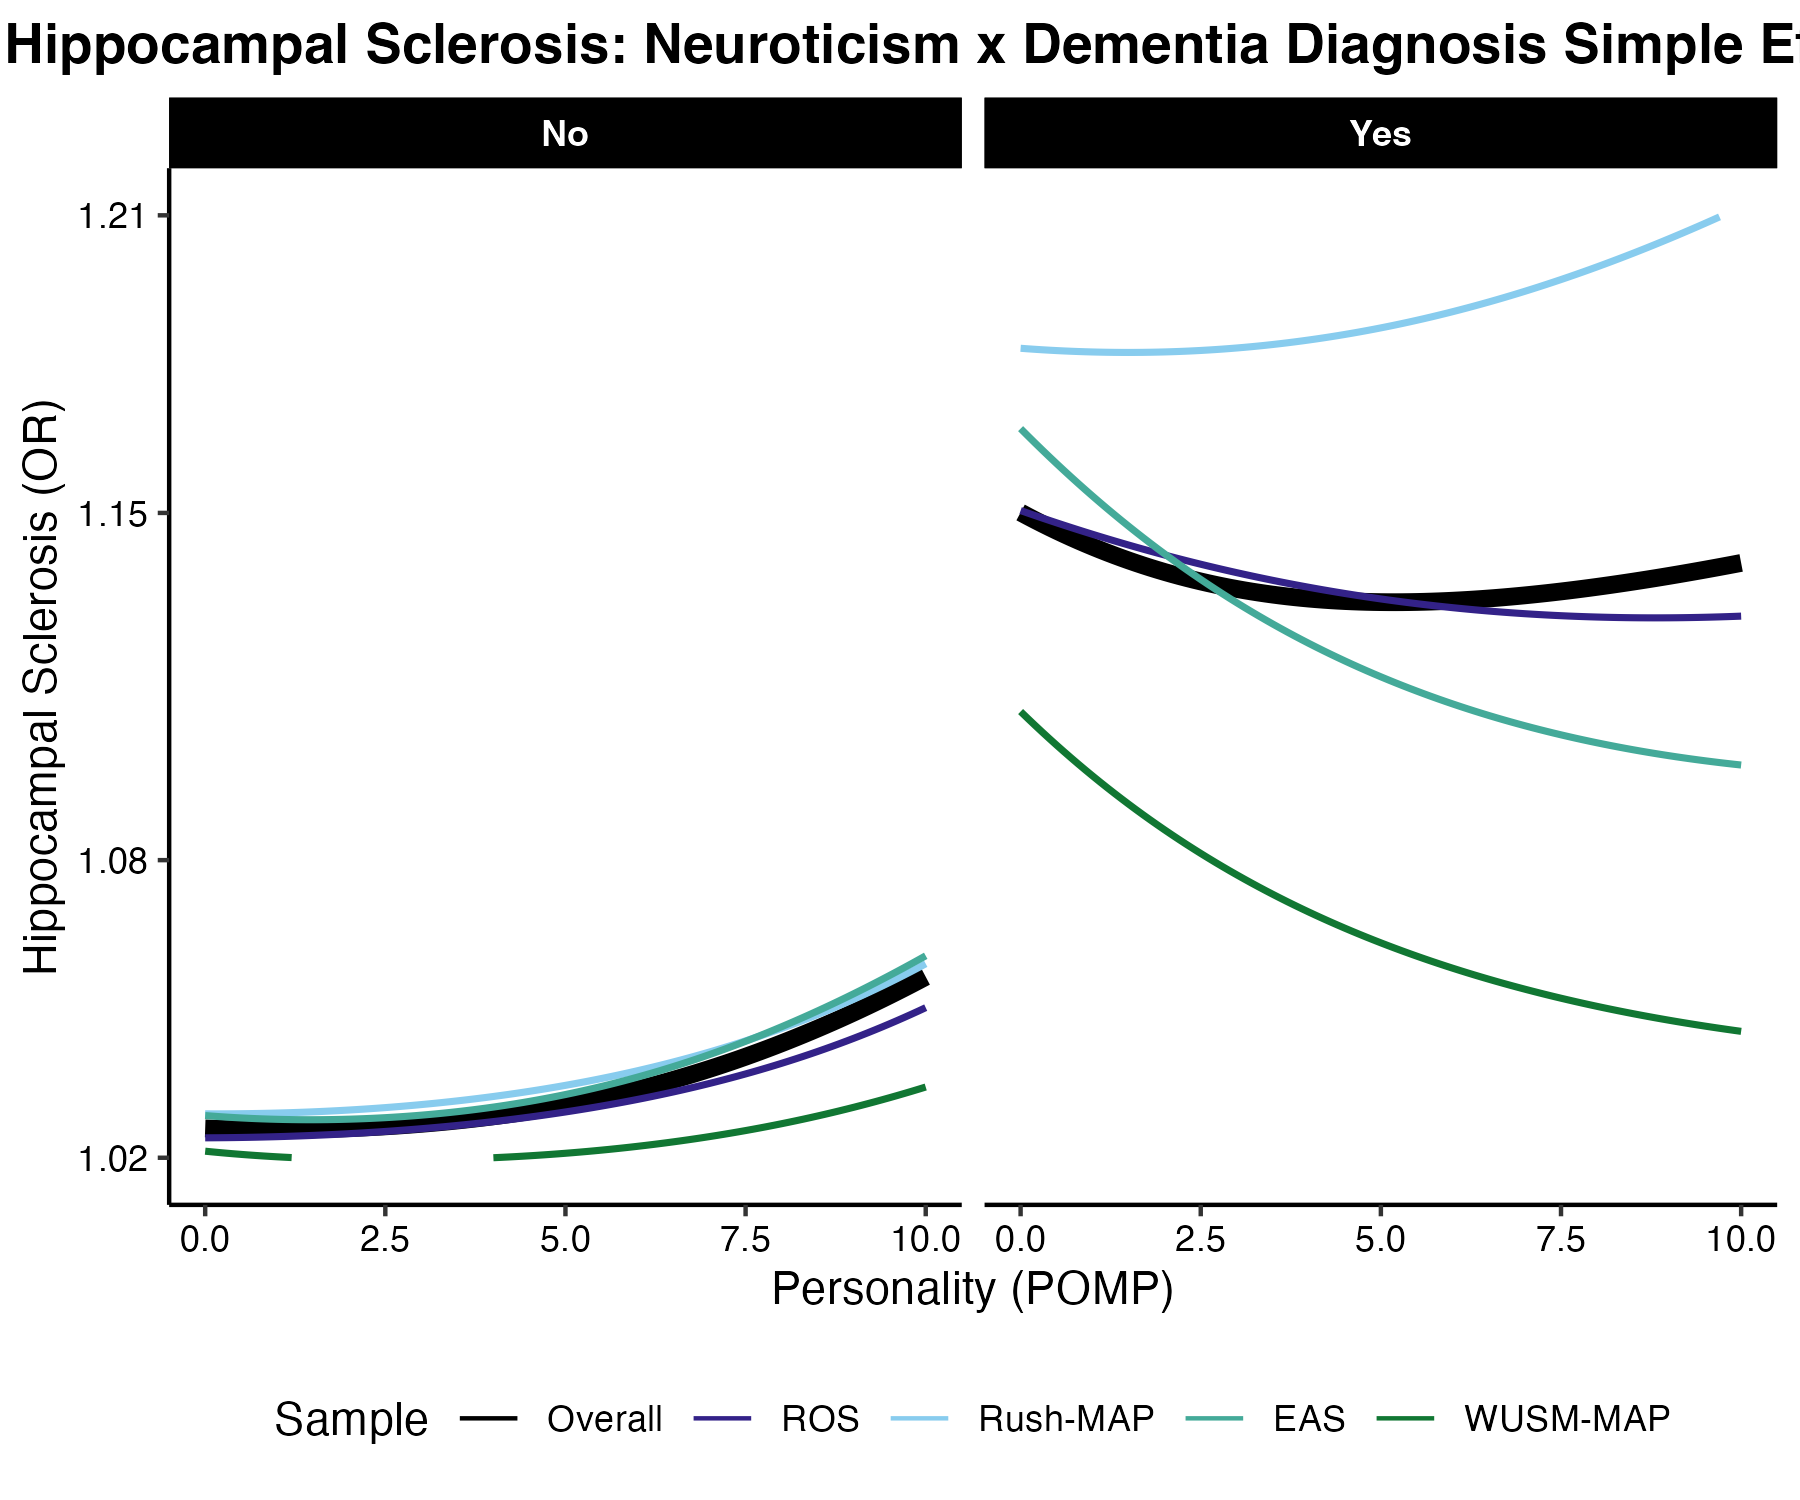 Hippocampal Sclerosis: Neuroticism x Dementia Diagnosis Simple
No Yes
Hippocampal Sclerosis (OR)
1.21
1.15
1.08
1.02
0.0 2.5 5.0 7.5 10.0 0.0 2.5 5.0 7.5 10.0
Personality (POMP)
Sample Overall ROS Rush-MAP EAS WUSM-MAP